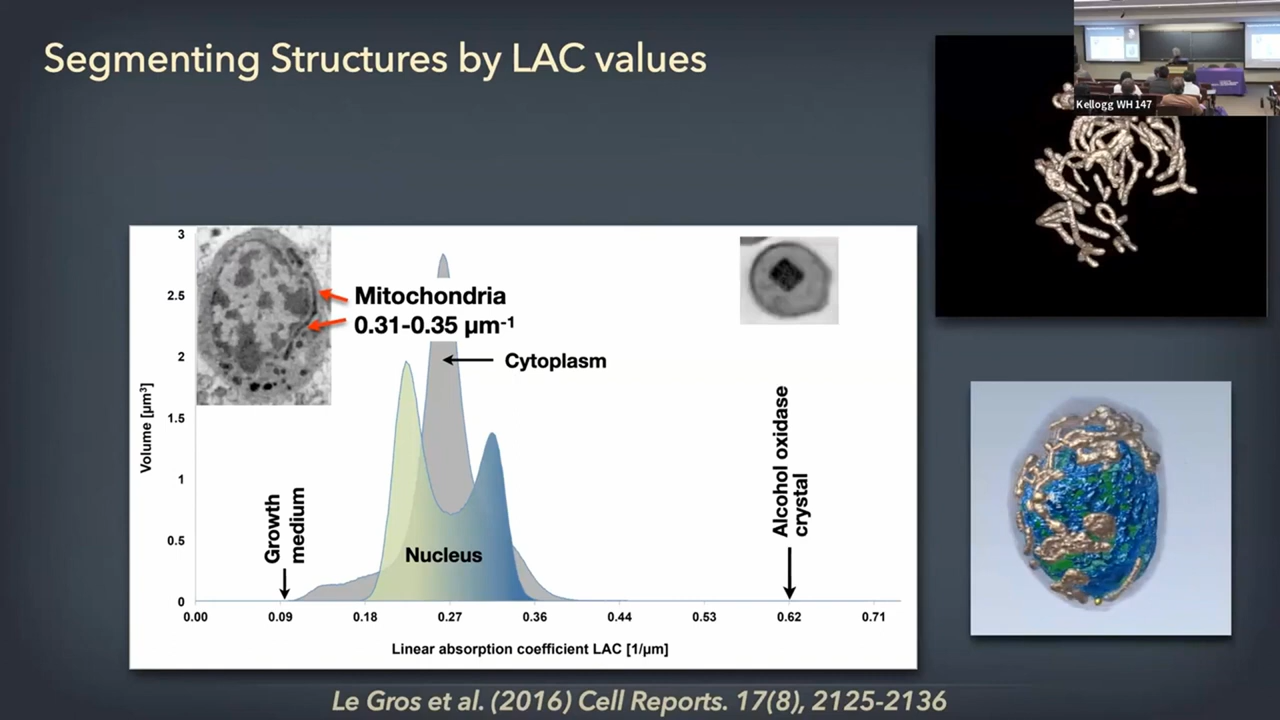 Segmenting Structures by LAC values
Kellogg WH 147
3
2.5
2
1.5
1
0.5
0
Volume [µm³]
Mitochondria
0.31-0.35 µm⁻¹
Cytoplasm
Growth
medium
Nucleus
Alcohol oxidase
crystal
0.00 0.09 0.18 0.27 0.36 0.44 0.53 0.62 0.71
Linear absorption coefficient LAC [1/µm]
Le Gros et al. (2016) Cell Reports. 17(8), 2125-2136